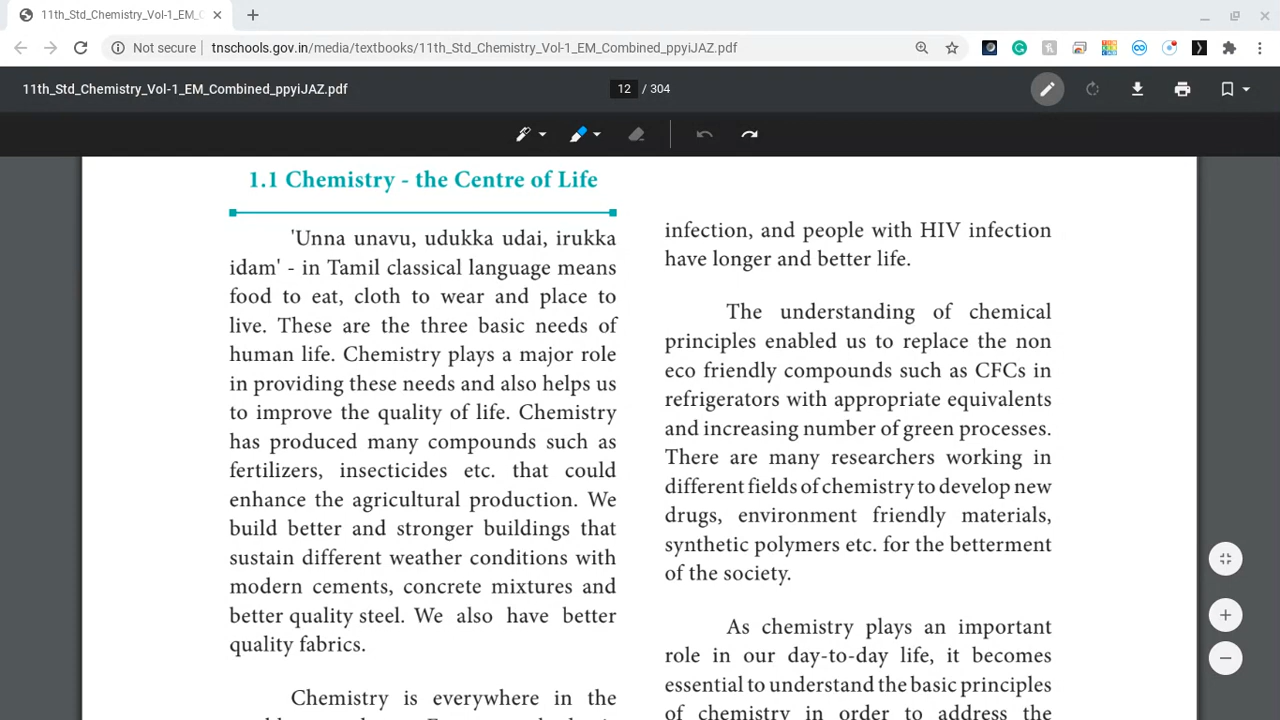 11th_Std_Chemistry_Vol-1_EM_C
Not secure
tnschools.gov.in/media/textbooks/11th_Std_Chemistry_Vol-1_EM_Combined_ppyiJAZ.pdf
11th_Std_Chemistry_Vol-1_EM_Combined_ppyiJAZ.pdf
12 / 304
1.1 Chemistry - the Centre of Life
'Unna unavu, udukka udai, irukka
idam' - in Tamil classical language means
food to eat, cloth to wear and place to
live. These are the three basic needs of
human life. Chemistry plays a major role
in providing these needs and also helps us
to improve the quality of life. Chemistry
has produced many compounds such as
fertilizers, insecticides etc. that could
enhance the agricultural production. We
build better and stronger buildings that
sustain different weather conditions with
modern cements, concrete mixtures and
better quality steel. We also have better
quality fabrics.
Chemistry is everywhere in the
infection, and people with HIV infection
have longer and better life.
The understanding of chemical
principles enabled us to replace the non
eco friendly compounds such as CFCs in
refrigerators with appropriate equivalents
and increasing number of green processes.
There are many researchers working in
different fields of chemistry to develop new
drugs, environment friendly materials,
synthetic polymers etc. for the betterment
of the society.
As chemistry plays an important
role in our day-to-day life, it becomes
essential to understand the basic principles
of chemistry in order to address the